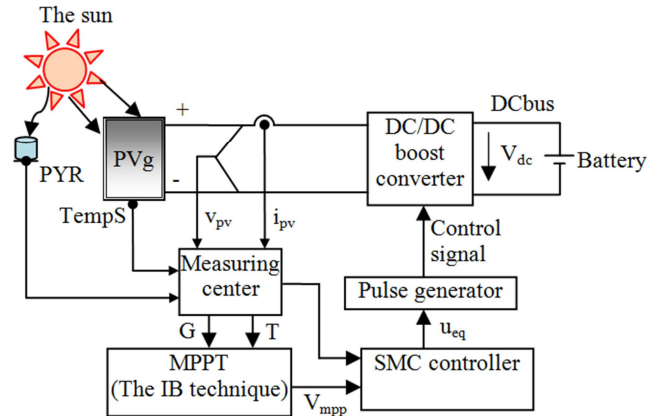 The sun
+
DCbus
PVg
DC/DC
boost
converter
V_dc
Battery
PYR
-
TempS
v_pv
i_pv
Control
signal
Measuring
center
Pulse generator
G
T
u_eq
MPPT
(The IB technique)
SMC controller
V_mpp